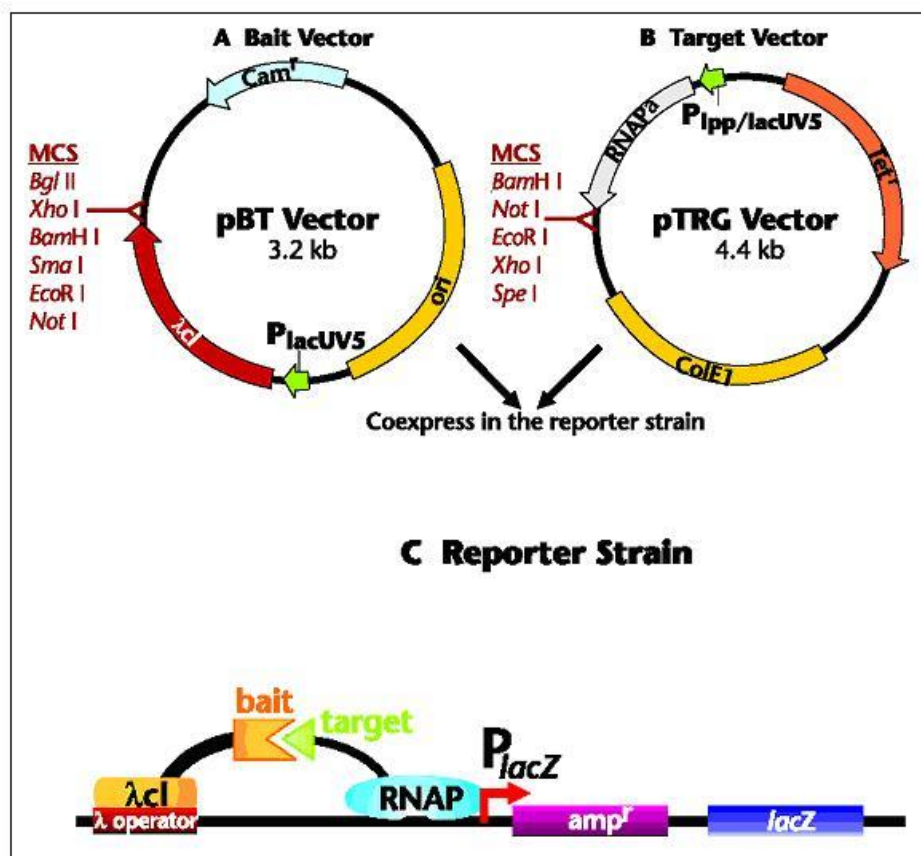 A Bait Vector
Camʳ
MCS
Bgl II
Xho I
BamH I
Sma I
EcoR I
Not I
pBT Vector
3.2 kb
ori
λcI
PlacUV5
B Target Vector
Plpp/lacUV5
RNAPa
Tetʳ
MCS
BamH I
Not I
EcoR I
Xho I
Spe I
pTRG Vector
4.4 kb
ColE1
Coexpress in the reporter strain
C Reporter Strain
bait
target
PlacZ
λcI
RNAP
λ operator
ampʳ
lacZ